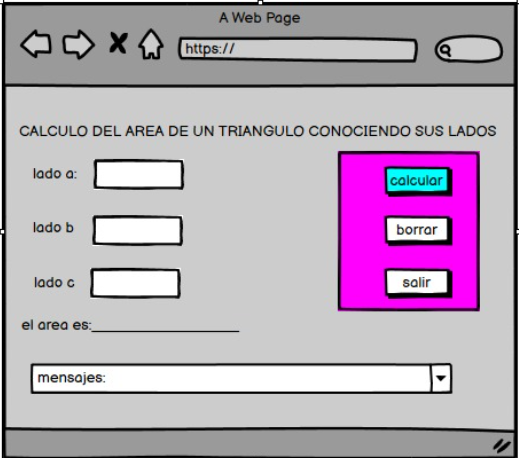 A Web Page
https://
CALCULO DEL AREA DE UN TRIANGULO CONOCIENDO SUS LADOS
lado a:
calcular
lado b
borrar
lado c
salir
el area es:_________________
mensajes: